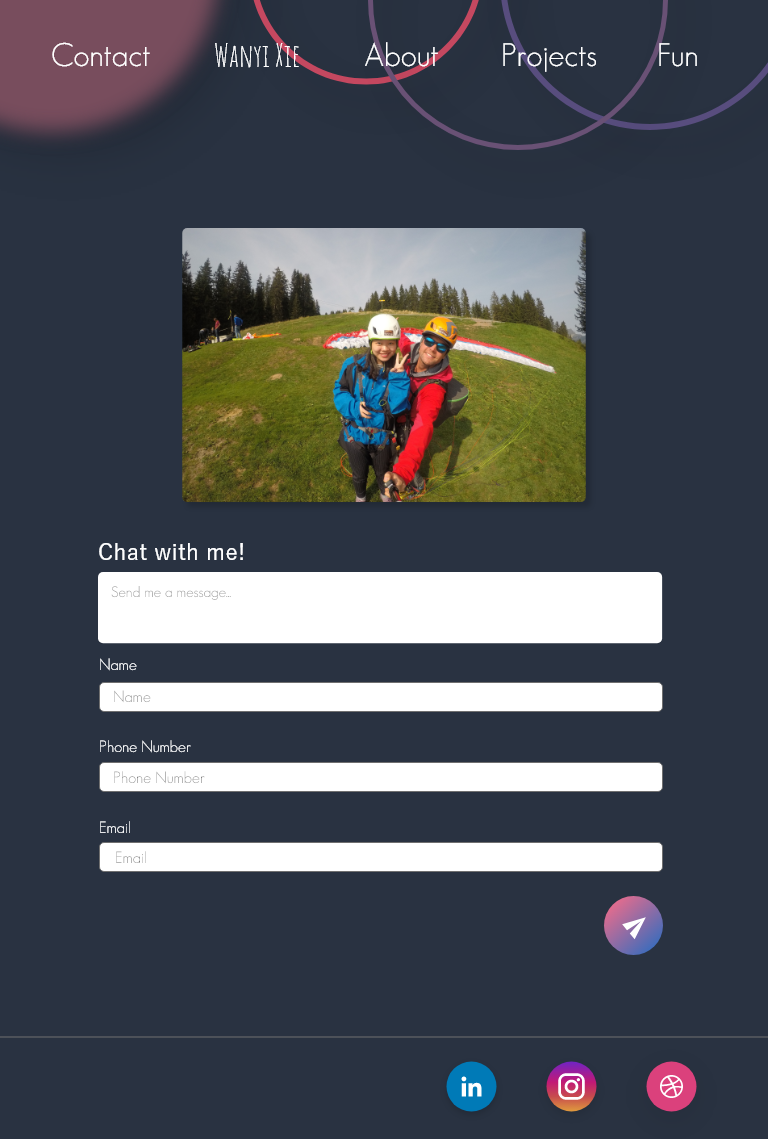 Contact Wanyi Xie About Projects Fun
Chat with me!
Send me a message...
Name
Name
Phone Number
Phone Number
Email
Email
in